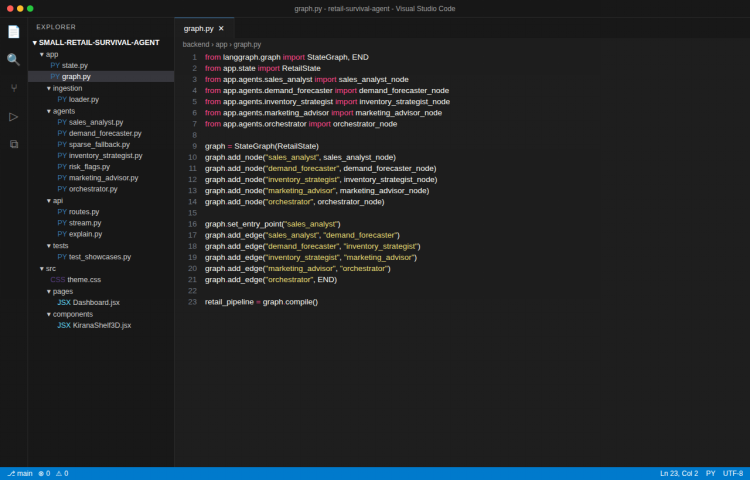 graph.py - retail-survival-agent - Visual Studio Code
EXPLORER
▾ SMALL-RETAIL-SURVIVAL-AGENT
▾ app
PY state.py
PY graph.py
▾ ingestion
PY loader.py
▾ agents
PY sales_analyst.py
PY demand_forecaster.py
PY sparse_fallback.py
PY inventory_strategist.py
PY risk_flags.py
PY marketing_advisor.py
PY orchestrator.py
▾ api
PY routes.py
PY stream.py
PY explain.py
▾ tests
PY test_showcases.py
▾ src
CSS theme.css
▾ pages
JSX Dashboard.jsx
▾ components
JSX KiranaShelf3D.jsx
graph.py ✕
backend › app › graph.py
1 from langgraph.graph import StateGraph, END
2 from app.state import RetailState
3 from app.agents.sales_analyst import sales_analyst_node
4 from app.agents.demand_forecaster import demand_forecaster_node
5 from app.agents.inventory_strategist import inventory_strategist_node
6 from app.agents.marketing_advisor import marketing_advisor_node
7 from app.agents.orchestrator import orchestrator_node
8
9 graph = StateGraph(RetailState)
10 graph.add_node("sales_analyst", sales_analyst_node)
11 graph.add_node("demand_forecaster", demand_forecaster_node)
12 graph.add_node("inventory_strategist", inventory_strategist_node)
13 graph.add_node("marketing_advisor", marketing_advisor_node)
14 graph.add_node("orchestrator", orchestrator_node)
15
16 graph.set_entry_point("sales_analyst")
17 graph.add_edge("sales_analyst", "demand_forecaster")
18 graph.add_edge("demand_forecaster", "inventory_strategist")
19 graph.add_edge("inventory_strategist", "marketing_advisor")
20 graph.add_edge("marketing_advisor", "orchestrator")
21 graph.add_edge("orchestrator", END)
22
23 retail_pipeline = graph.compile()
⎇ main ⊗ 0 ⚠ 0
Ln 23, Col 2 PY UTF-8